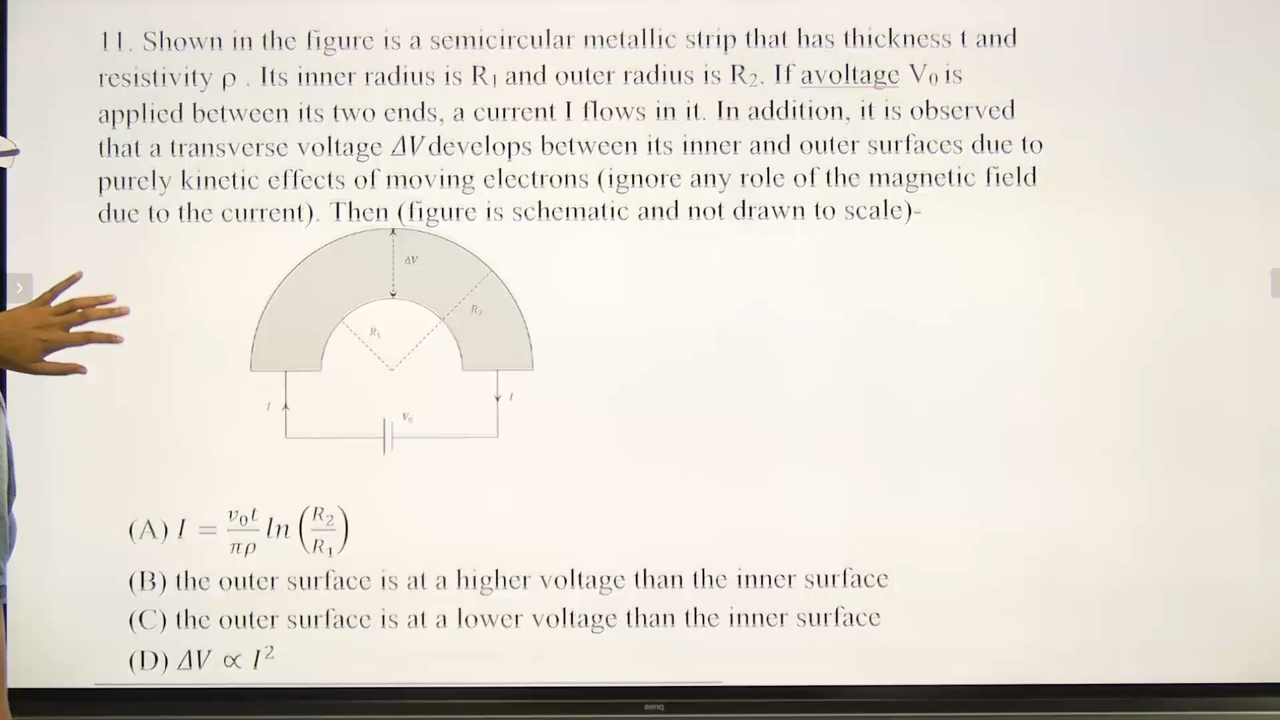 11. Shown in the figure is a semicircular metallic strip that has thickness t and
resistivity ρ . Its inner radius is R₁ and outer radius is R₂. If avoltage V₀ is
applied between its two ends, a current I flows in it. In addition, it is observed
that a transverse voltage ΔV develops between its inner and outer surfaces due to
purely kinetic effects of moving electrons (ignore any role of the magnetic field
due to the current). Then (figure is schematic and not drawn to scale)-
ΔV
R₂
R₁
I
I
V₀
(A) I = v₀t/πρ ln (R₂/R₁)
(B) the outer surface is at a higher voltage than the inner surface
(C) the outer surface is at a lower voltage than the inner surface
(D) ΔV ∝ I²
BenQ